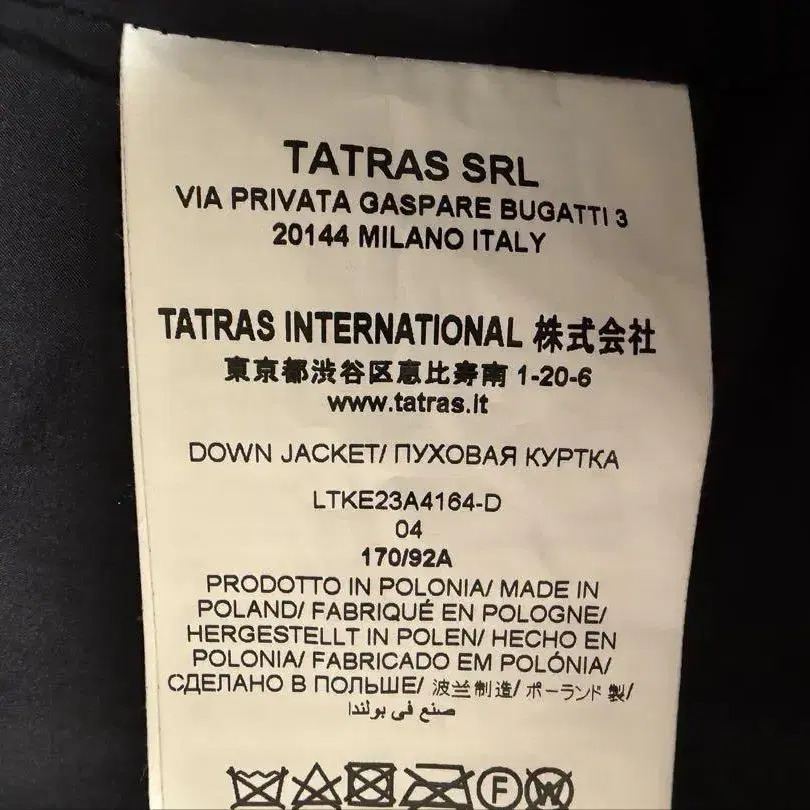 TATRAS SRL
VIA PRIVATA GASPARE BUGATTI 3
20144 MILANO ITALY
TATRAS INTERNATIONAL 株式会社
東京都渋谷区恵比寿南 1-20-6
www.tatras.it
DOWN JACKET/ ПУХОВАЯ КУРТКА
LTKE23A4164-D
04
170/92A
PRODOTTO IN POLONIA/ MADE IN
POLAND/ FABRIQUÉ EN POLOGNE/
HERGESTELLT IN POLEN/ HECHO EN
POLONIA/ FABRICADO EM POLÓNIA/
СДЕЛАНО В ПОЛЬШЕ/ 波兰制造/ ポーランド 製/
صنع في بولندا
F W